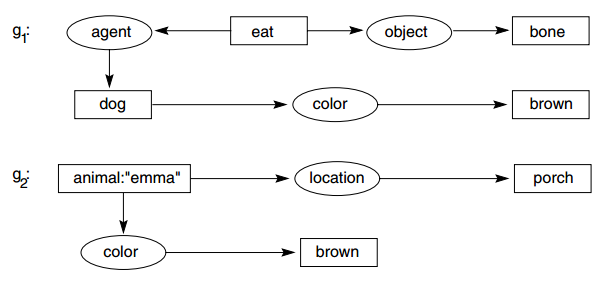 g1: agent eat object bone
dog color brown
g2: animal:"emma" location porch
color brown